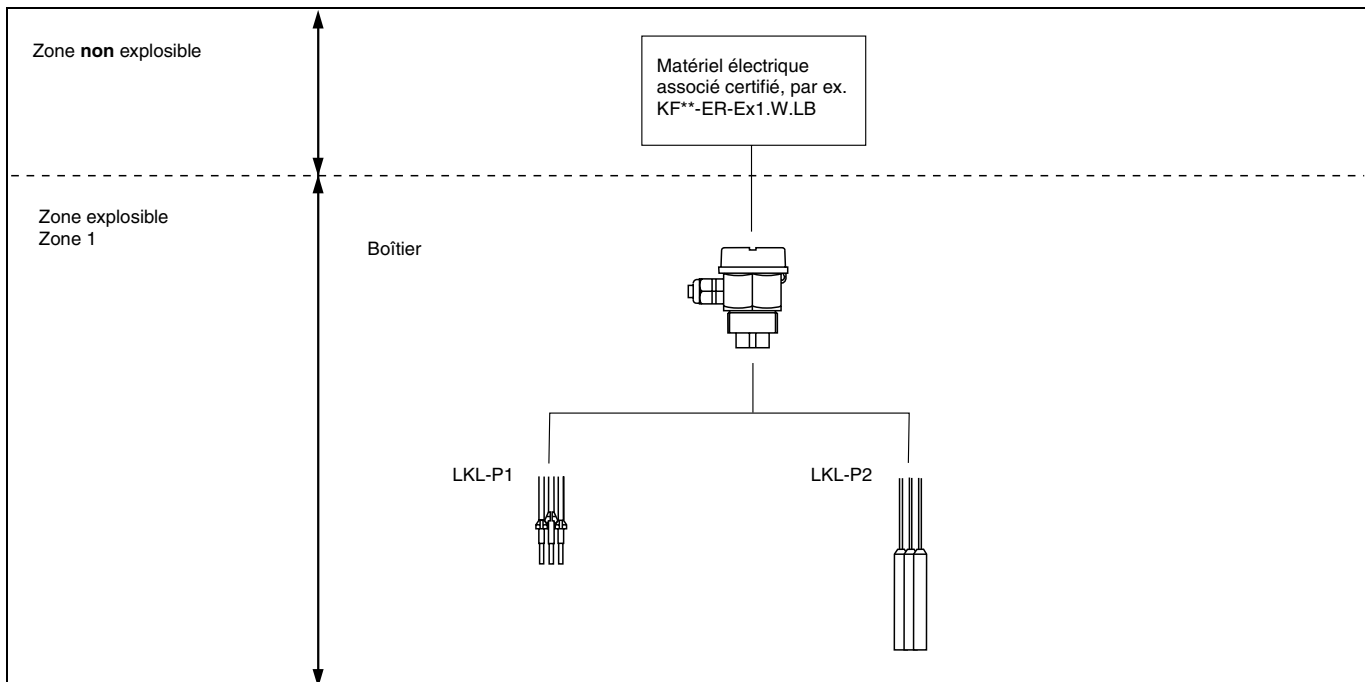 Zone non explosible
Matériel électrique
associé certifié, par ex.
KF**-ER-Ex1.W.LB
Zone explosible
Zone 1
Boîtier
LKL-P1
LKL-P2